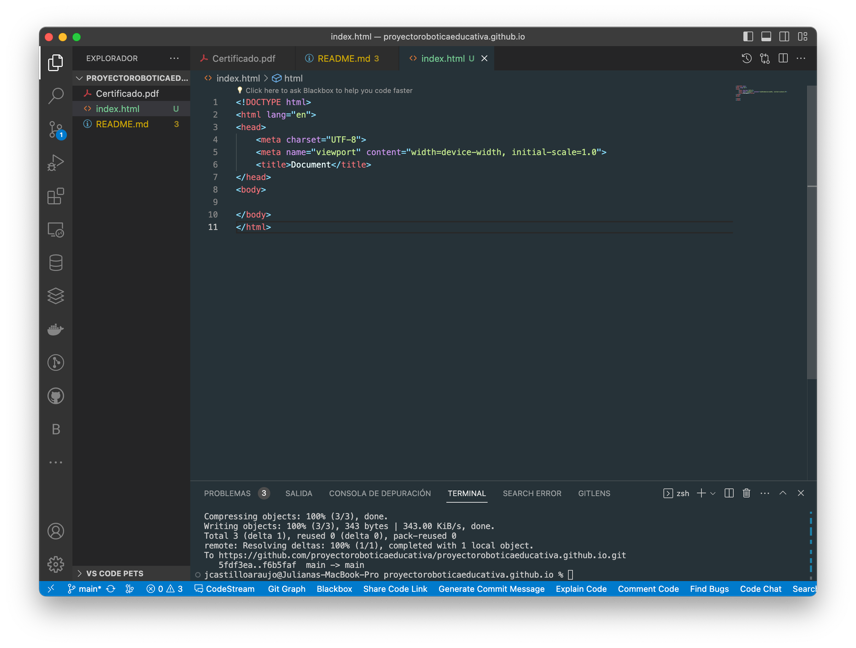 index.html — proyectoroboticaeducativa.github.io
EXPLORADOR
PROYECTOROBOTICAED...
Certificado.pdf
index.html U
README.md 3
VS CODE PETS
Certificado.pdf
README.md 3
index.html U
index.html > html
Click here to ask Blackbox to help you code faster
1 <!DOCTYPE html>
2 <html lang="en">
3 <head>
4 <meta charset="UTF-8">
5 <meta name="viewport" content="width=device-width, initial-scale=1.0">
6 <title>Document</title>
7 </head>
8 <body>
9
10 </body>
11 </html>
PROBLEMAS 3 SALIDA CONSOLA DE DEPURACIÓN TERMINAL SEARCH ERROR GITLENS zsh
Compressing objects: 100% (3/3), done.
Writing objects: 100% (3/3), 343 bytes | 343.00 KiB/s, done.
Total 3 (delta 1), reused 0 (delta 0), pack-reused 0
remote: Resolving deltas: 100% (1/1), completed with 1 local object.
To https://github.com/proyectoroboticaeducativa/proyectoroboticaeducativa.github.io.git
5fdf3ea..f6b5faf main -> main
jcastilloaraujo@Julianas-MacBook-Pro proyectoroboticaeducativa.github.io %
1
B
main* 0 3 CodeStream Git Graph Blackbox Share Code Link Generate Commit Message Explain Code Comment Code Find Bugs Code Chat Searc